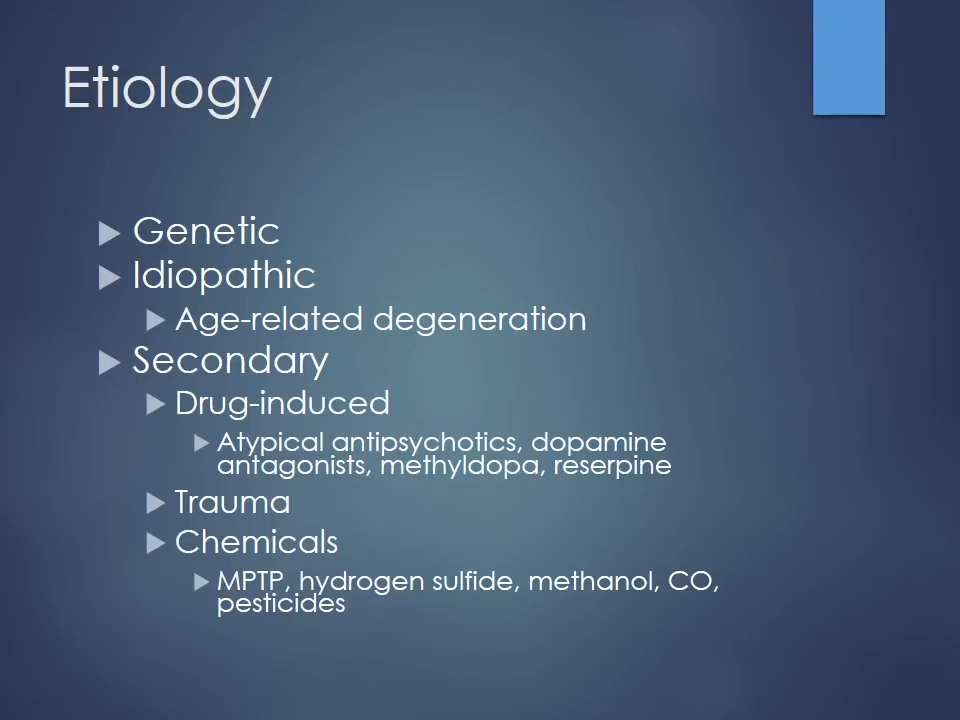 Etiology
Genetic
Idiopathic
Age-related degeneration
Secondary
Drug-induced
Atypical antipsychotics, dopamine
antagonists, methyldopa, reserpine
Trauma
Chemicals
MPTP, hydrogen sulfide, methanol, CO,
pesticides